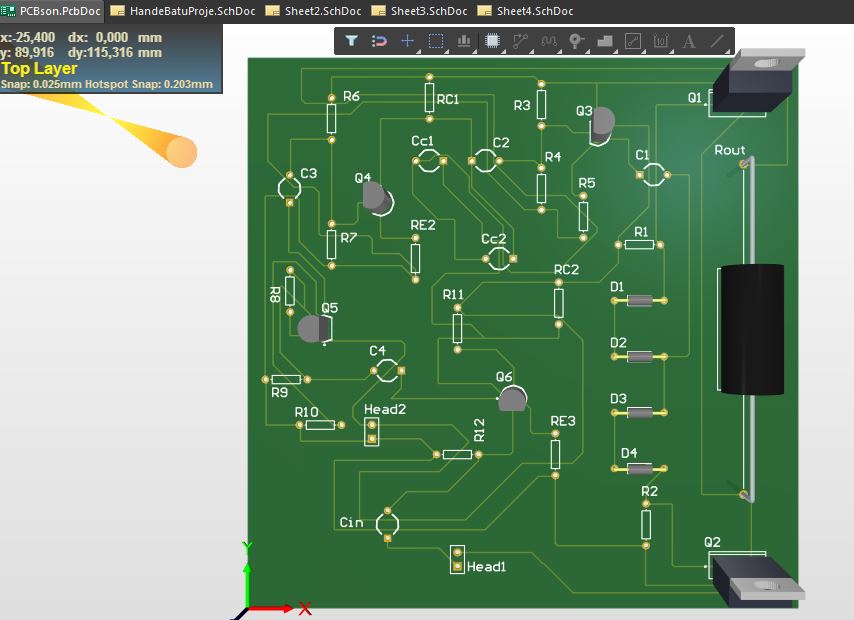 PCBson.PcbDoc HandeBatuProje.SchDoc Sheet2.SchDoc Sheet3.SchDoc Sheet4.SchDoc
x:-25,400 dx: 0,000 mm
y: 89,916 dy:115,316 mm
Top Layer
Snap: 0.025mm Hotspot Snap: 0.203mm
A
R6
RC1
R3
Q3
Q1
Cc1
C2
Rout
R4
C1
C3
Q4
R5
RE2
R7
Cc2
R1
RC2
R8
R11
D1
Q5
C4
D2
Q6
R9
D3
R10
Head2
R12
RE3
D4
R2
Cin
Q2
Head1
Y
X